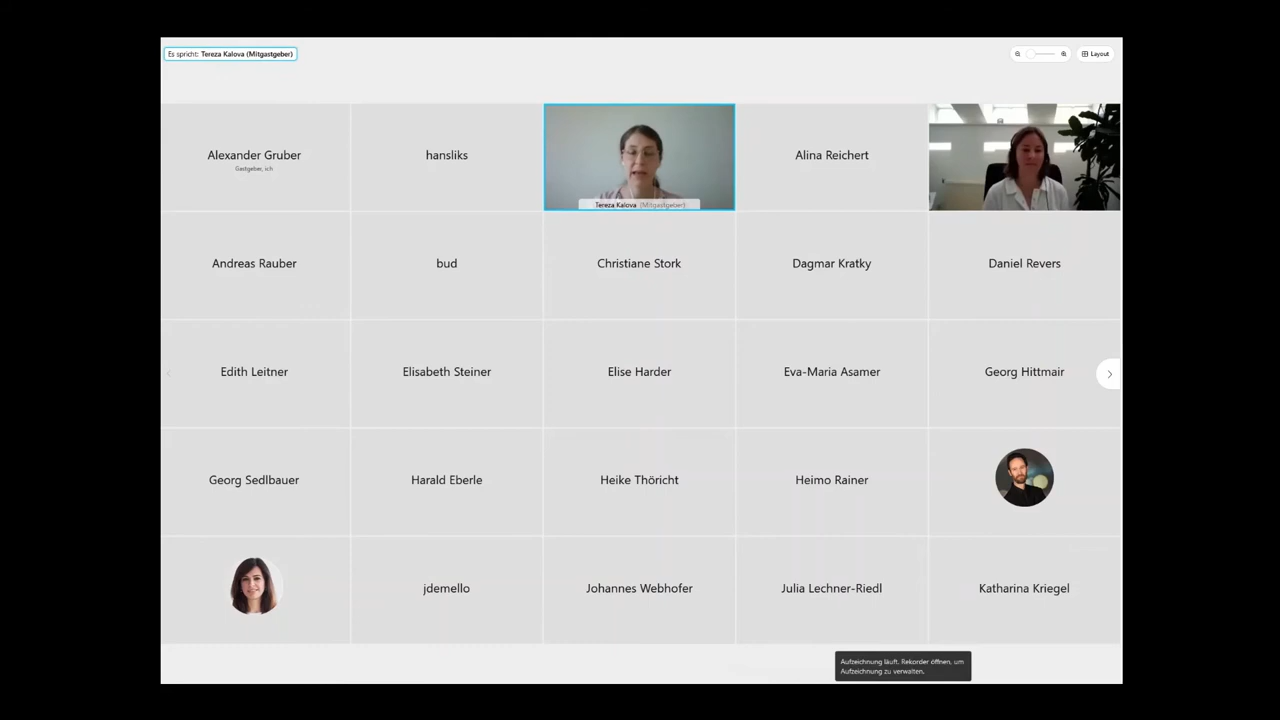 Es spricht: Tereza Kalova (Mitgastgeber)
Layout
Alexander Gruber
Gastgeber, ich
hansliks
Tereza Kalova (Mitgastgeber)
Alina Reichert
Andreas Rauber
bud
Christiane Stork
Dagmar Kratky
Daniel Revers
Edith Leitner
Elisabeth Steiner
Elise Harder
Eva-Maria Asamer
Georg Hittmair
Georg Sedlbauer
Harald Eberle
Heike Thöricht
Heimo Rainer
jdemello
Johannes Webhofer
Julia Lechner-Riedl
Katharina Kriegel
Aufzeichnung läuft. Rekorder öffnen, um
Aufzeichnung zu verwalten.